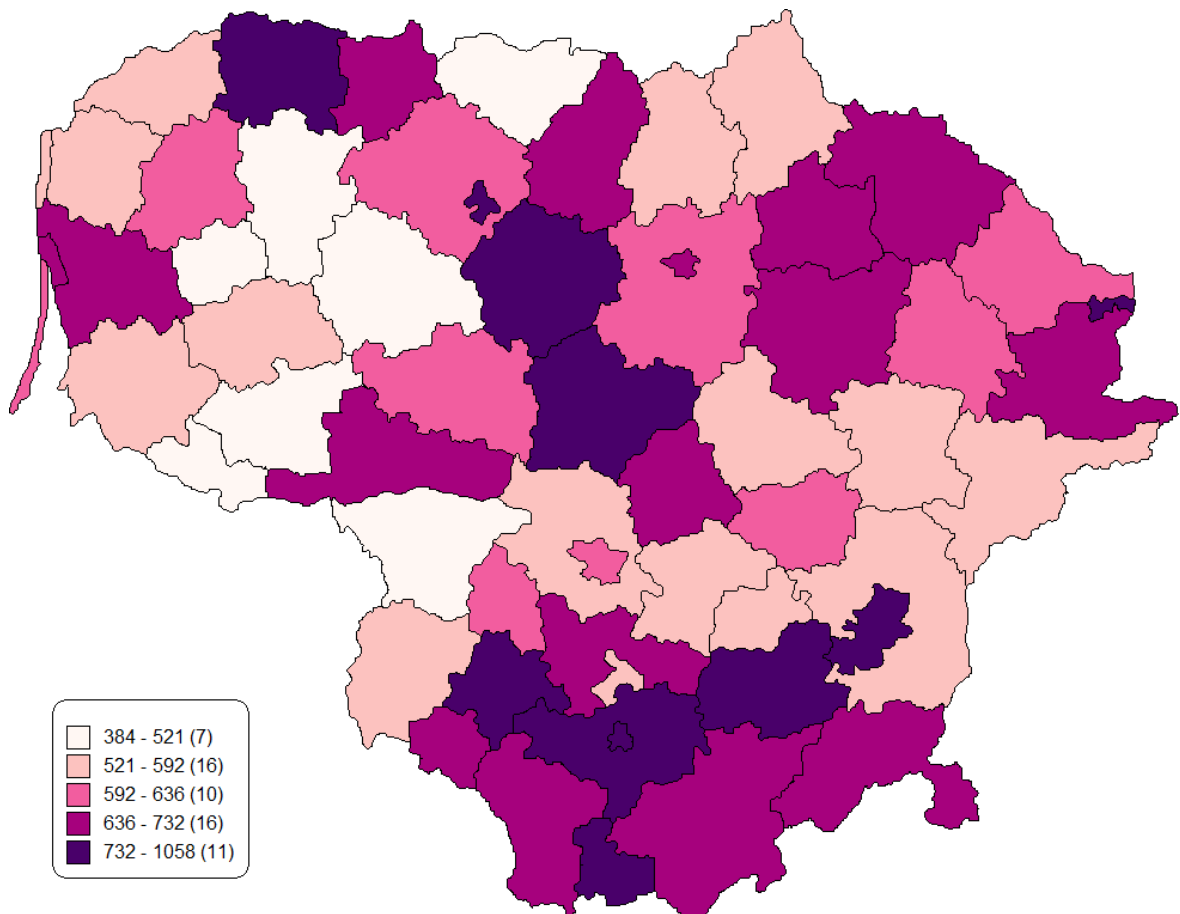 384 - 521 (7)
521 - 592 (16)
592 - 636 (10)
636 - 732 (16)
732 - 1058 (11)